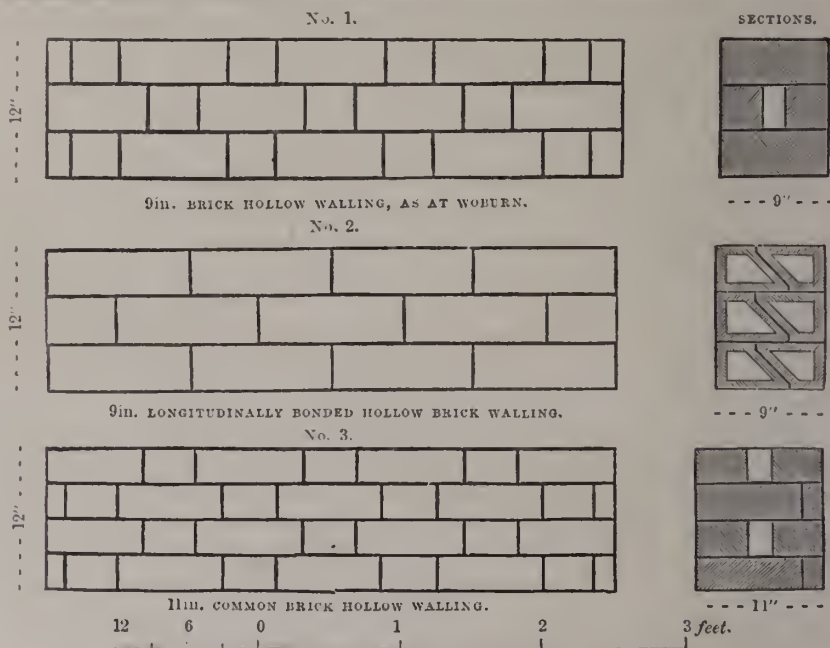 No. 1.
SECTIONS.
12"
9"
9in. BRICK HOLLOW WALLING, AS AT WOBURN.
No. 2.
12"
9"
9in. LONGITUDINALLY BONDED HOLLOW BRICK WALLING.
No. 3.
12"
11"
11in. COMMON BRICK HOLLOW WALLING.
12 6 0 1 2 3 feet.